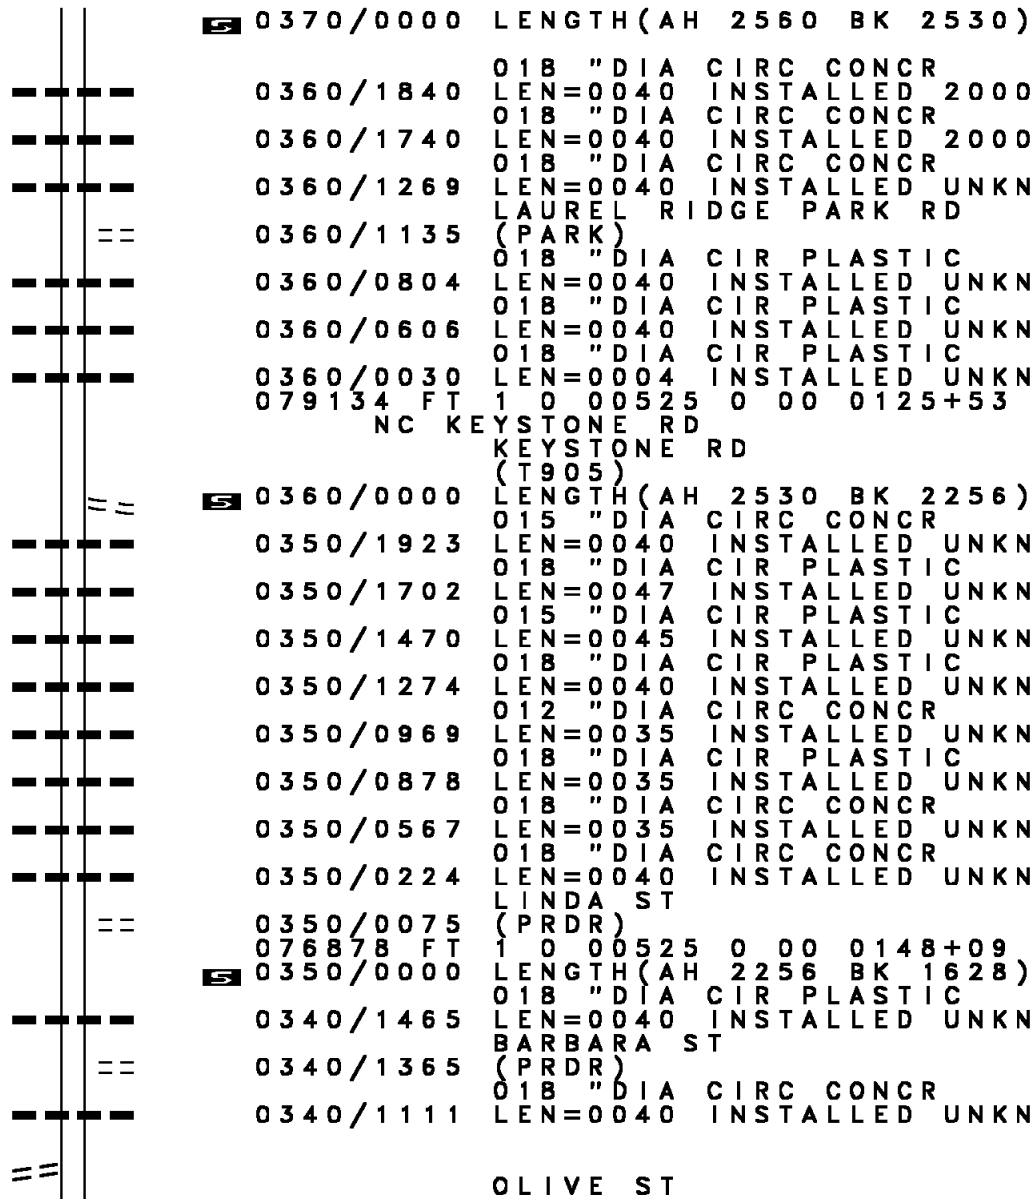 S 0370/0000 LENGTH(AH 2560 BK 2530)
018 "DIA CIRC CONCR
0360/1840 LEN=0040 INSTALLED 2000
018 "DIA CIRC CONCR
0360/1740 LEN=0040 INSTALLED 2000
018 "DIA CIRC CONCR
0360/1269 LEN=0040 INSTALLED UNKN
LAUREL RIDGE PARK RD
0360/1135 (PARK)
018 "DIA CIR PLASTIC
0360/0804 LEN=0040 INSTALLED UNKN
018 "DIA CIR PLASTIC
0360/0606 LEN=0040 INSTALLED UNKN
018 "DIA CIR PLASTIC
0360/0030 LEN=0004 INSTALLED UNKN
079134 FT 1 0 00525 0 00 0125+53
NC KEYSTONE RD
KEYSTONE RD
(T905)
S 0360/0000 LENGTH(AH 2530 BK 2256)
015 "DIA CIRC CONCR
0350/1923 LEN=0040 INSTALLED UNKN
018 "DIA CIR PLASTIC
0350/1702 LEN=0047 INSTALLED UNKN
015 "DIA CIR PLASTIC
0350/1470 LEN=0045 INSTALLED UNKN
018 "DIA CIR PLASTIC
0350/1274 LEN=0040 INSTALLED UNKN
012 "DIA CIRC CONCR
0350/0969 LEN=0035 INSTALLED UNKN
018 "DIA CIR PLASTIC
0350/0878 LEN=0035 INSTALLED UNKN
018 "DIA CIRC CONCR
0350/0567 LEN=0035 INSTALLED UNKN
018 "DIA CIRC CONCR
0350/0224 LEN=0040 INSTALLED UNKN
LINDA ST
0350/0075 (PRDR)
076878 FT 1 0 00525 0 00 0148+09
S 0350/0000 LENGTH(AH 2256 BK 1628)
018 "DIA CIR PLASTIC
0340/1465 LEN=0040 INSTALLED UNKN
BARBARA ST
0340/1365 (PRDR)
018 "DIA CIRC CONCR
0340/1111 LEN=0040 INSTALLED UNKN
OLIVE ST